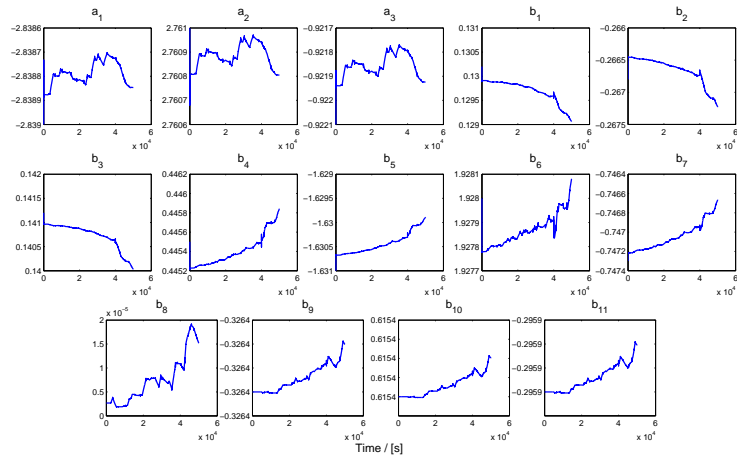 a1 a2 a3 b1 b2
-2.8386 2.761 -0.9217 0.131 -0.266
-2.8387 2.7609 -0.9218 0.1305 -0.2665
-2.8388 2.7608 -0.9219 0.13 -0.267
-2.8389 2.7607 -0.922 0.1295 -0.2675
-2.839 2.7606 -0.9221 0.129
0 2 4 6 0 2 4 6 0 2 4 6 0 2 4 6 0 2 4 6
x 10^4 x 10^4 x 10^4 x 10^4 x 10^4
b3 b4 b5 b6 b7
0.142 0.4462 -1.629 1.9281 -0.7464
0.1415 0.446 -1.6295 1.928 -0.7466
0.141 0.4458 -1.63 1.9279 -0.7468
0.1405 0.4456 -1.6305 1.9278 -0.747
0.14 0.4454 -1.631 1.9277 -0.7472
0.4452 -0.7474
0 2 4 6 0 2 4 6 0 2 4 6 0 2 4 6 0 2 4 6
x 10^4 x 10^4 x 10^4 x 10^4 x 10^4
b8 b9 b10 b11
x 10^-5
2 -0.3264 0.6154 -0.2959
1.5 -0.3264 0.6154 -0.2959
1 -0.3264 0.6154 -0.2959
0.5 -0.3264 0.6154 -0.2959
0 -0.3264 0.6154 -0.2959
0 2 4 6 0 2 4 6 0 2 4 6 0 2 4 6
x 10^4 x 10^4 x 10^4 x 10^4
Time / [s]